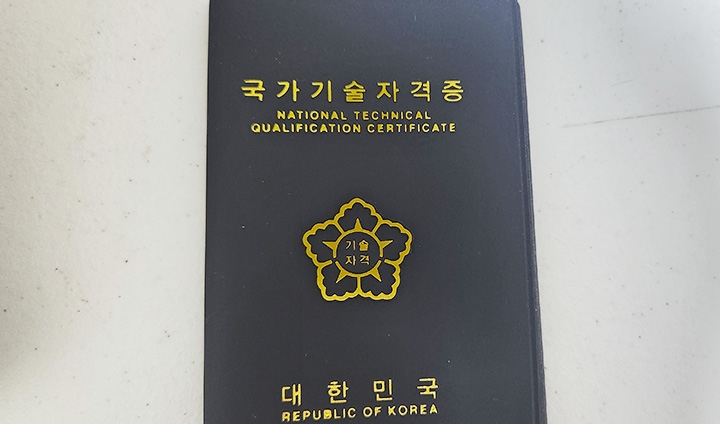 국가기술자격증
NATIONAL TECHNICAL
QUALIFICATION CERTIFICATE
기술
자격
대한민국
REPUBLIC OF KOREA